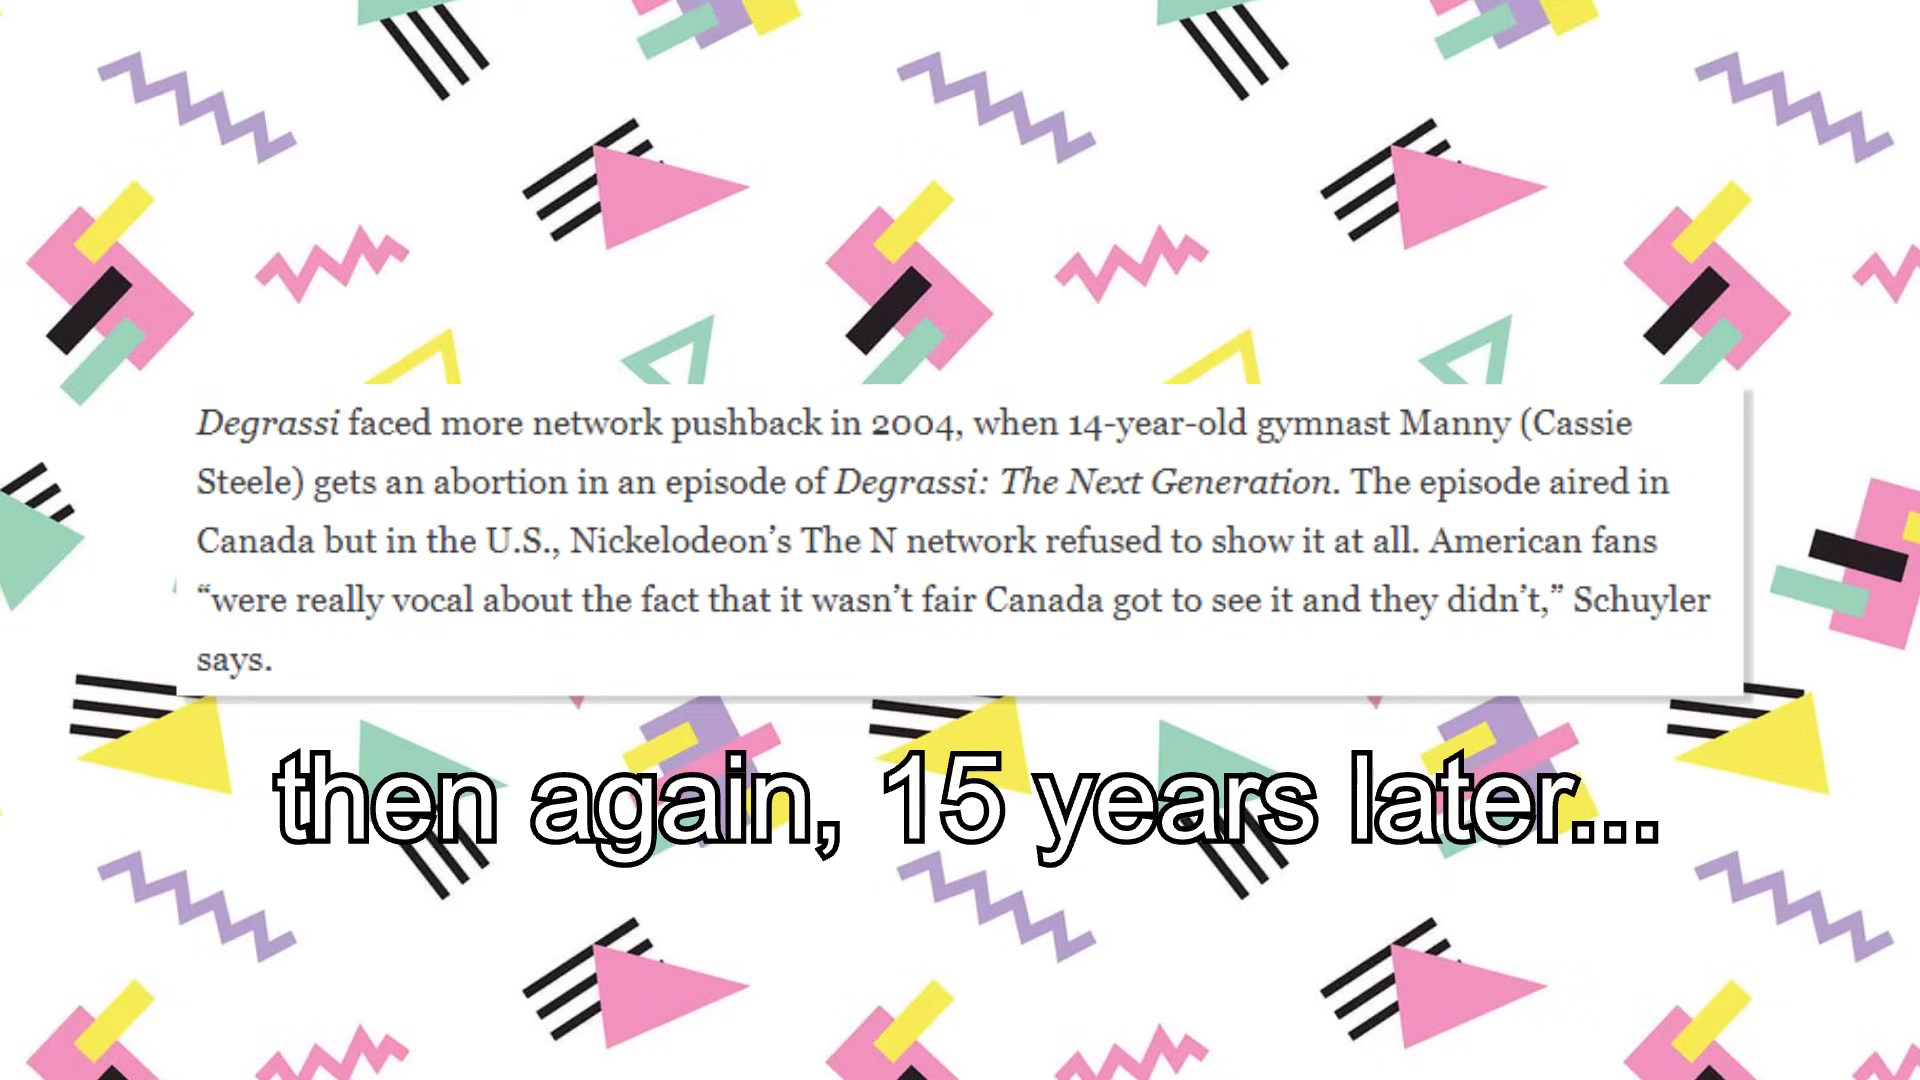 Degrassi faced more network pushback in 2004, when 14-year-old gymnast Manny (Cassie
Steele) gets an abortion in an episode of Degrassi: The Next Generation. The episode aired in
Canada but in the U.S., Nickelodeon’s The N network refused to show it at all. American fans
“were really vocal about the fact that it wasn’t fair Canada got to see it and they didn’t,” Schuyler
says.
then again, 15 years later...